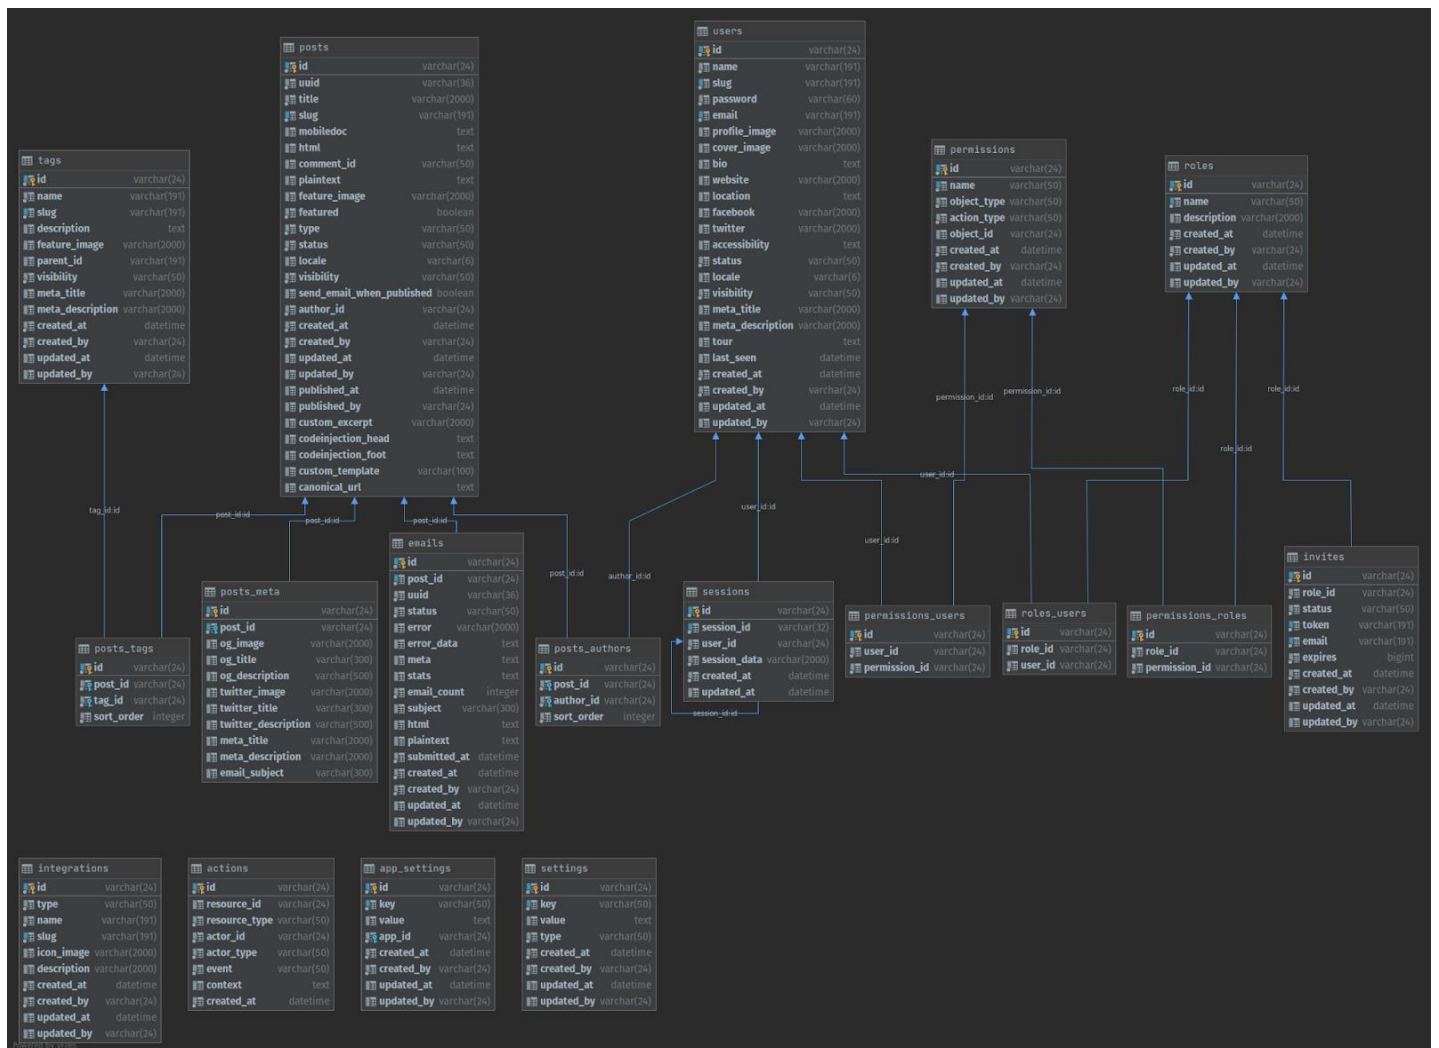 posts
id varchar(24)
uuid varchar(36)
title varchar(2000)
slug varchar(191)
mobiledoc text
html text
comment_id varchar(50)
plaintext text
feature_image varchar(2000)
featured boolean
type varchar(50)
status varchar(50)
locale varchar(6)
visibility varchar(50)
send_email_when_published boolean
author_id varchar(24)
created_at datetime
created_by varchar(24)
updated_at datetime
updated_by varchar(24)
published_at datetime
published_by varchar(24)
custom_excerpt varchar(2000)
codeinjection_head text
codeinjection_foot text
custom_template varchar(100)
canonical_url text
users
id varchar(24)
name varchar(191)
slug varchar(191)
password varchar(60)
email varchar(191)
profile_image varchar(2000)
cover_image varchar(2000)
bio text
website varchar(2000)
location text
facebook varchar(2000)
twitter varchar(2000)
accessibility text
status varchar(50)
locale varchar(6)
visibility varchar(50)
meta_title varchar(2000)
meta_description varchar(2000)
tour text
last_seen datetime
created_at datetime
created_by varchar(24)
updated_at datetime
updated_by varchar(24)
tags
id varchar(24)
name varchar(191)
slug varchar(191)
description text
feature_image varchar(2000)
parent_id varchar(191)
visibility varchar(50)
meta_title varchar(2000)
meta_description varchar(2000)
created_at datetime
created_by varchar(24)
updated_at datetime
updated_by varchar(24)
permissions
id varchar(24)
name varchar(50)
object_type varchar(50)
action_type varchar(50)
object_id varchar(24)
created_at datetime
created_by varchar(24)
updated_at datetime
updated_by varchar(24)
roles
id varchar(24)
name varchar(50)
description varchar(2000)
created_at datetime
created_by varchar(24)
updated_at datetime
updated_by varchar(24)
permission_id:id
permission_id:id
role_id:id
role_id:id
role_id:id
user_id:id
tag_id:id
post_id:id
post_id:id
post_id:id
user_id:id
user_id:id
post_id:id
author_id:id
posts_tags
id varchar(24)
post_id varchar(24)
tag_id varchar(24)
sort_order integer
posts_meta
id varchar(24)
post_id varchar(24)
og_image varchar(2000)
og_title varchar(300)
og_description varchar(500)
twitter_image varchar(2000)
twitter_title varchar(300)
twitter_description varchar(500)
meta_title varchar(2000)
meta_description varchar(2000)
email_subject varchar(300)
emails
id varchar(24)
post_id varchar(24)
uuid varchar(36)
status varchar(50)
error varchar(2000)
error_data text
meta text
stats text
email_count integer
subject varchar(300)
html text
plaintext text
submitted_at datetime
created_at datetime
created_by varchar(24)
updated_at datetime
updated_by varchar(24)
posts_authors
id varchar(24)
post_id varchar(24)
author_id varchar(24)
sort_order integer
sessions
id varchar(24)
session_id varchar(32)
user_id varchar(24)
session_data varchar(2000)
created_at datetime
updated_at datetime
session_id:id
permissions_users
id varchar(24)
user_id varchar(24)
permission_id varchar(24)
roles_users
id varchar(24)
role_id varchar(24)
user_id varchar(24)
permissions_roles
id varchar(24)
role_id varchar(24)
permission_id varchar(24)
invites
id varchar(24)
role_id varchar(24)
status varchar(50)
token varchar(191)
email varchar(191)
expires bigint
created_at datetime
created_by varchar(24)
updated_at datetime
updated_by varchar(24)
integrations
id varchar(24)
type varchar(50)
name varchar(191)
slug varchar(191)
icon_image varchar(2000)
description varchar(2000)
created_at datetime
created_by varchar(24)
updated_at datetime
updated_by varchar(24)
actions
id varchar(24)
resource_id varchar(24)
resource_type varchar(50)
actor_id varchar(24)
actor_type varchar(50)
event varchar(50)
context text
created_at datetime
app_settings
id varchar(24)
key varchar(50)
value text
app_id varchar(24)
created_at datetime
created_by varchar(24)
updated_at datetime
updated_by varchar(24)
settings
id varchar(24)
key varchar(50)
value text
type varchar(50)
created_at datetime
created_by varchar(24)
updated_at datetime
updated_by varchar(24)
Powered by yFiles